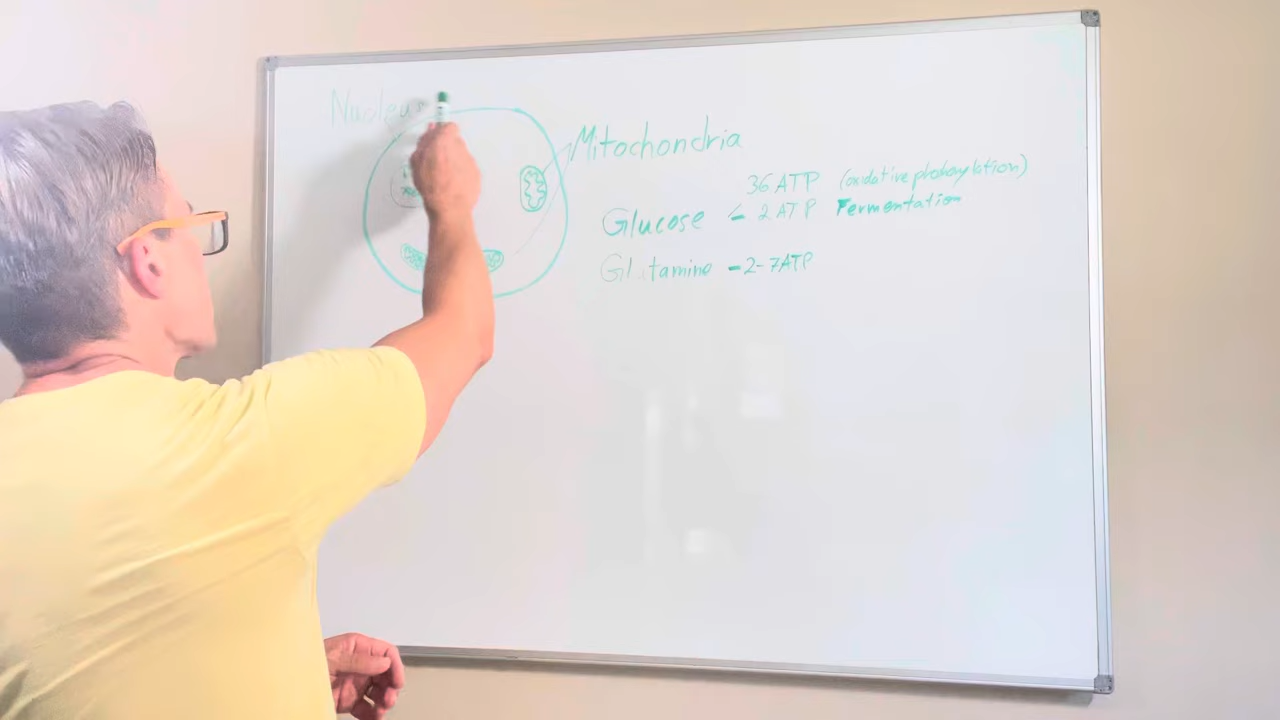 Nucleus
Mitochondria
36 ATP (oxidative phosphorylation)
Glucose < 2 ATP Fermentation
Glutamine - 2-7ATP